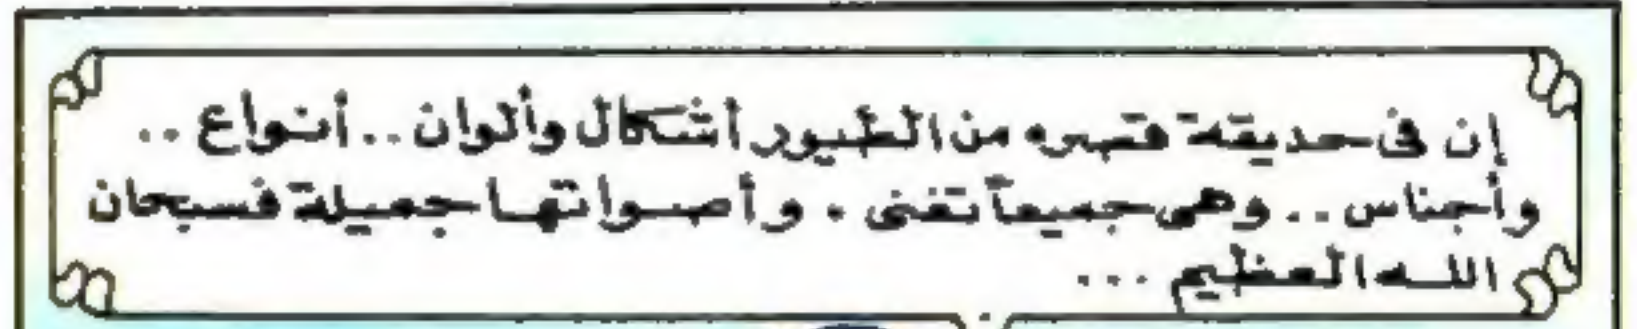 إن فى حديقة قصره من الطيور أشكال وألوان .. أنواع ..
وأجناس .. وهى جميعاً تغنى . وأصواتها جميلة فسبحان
الله العظيم ...